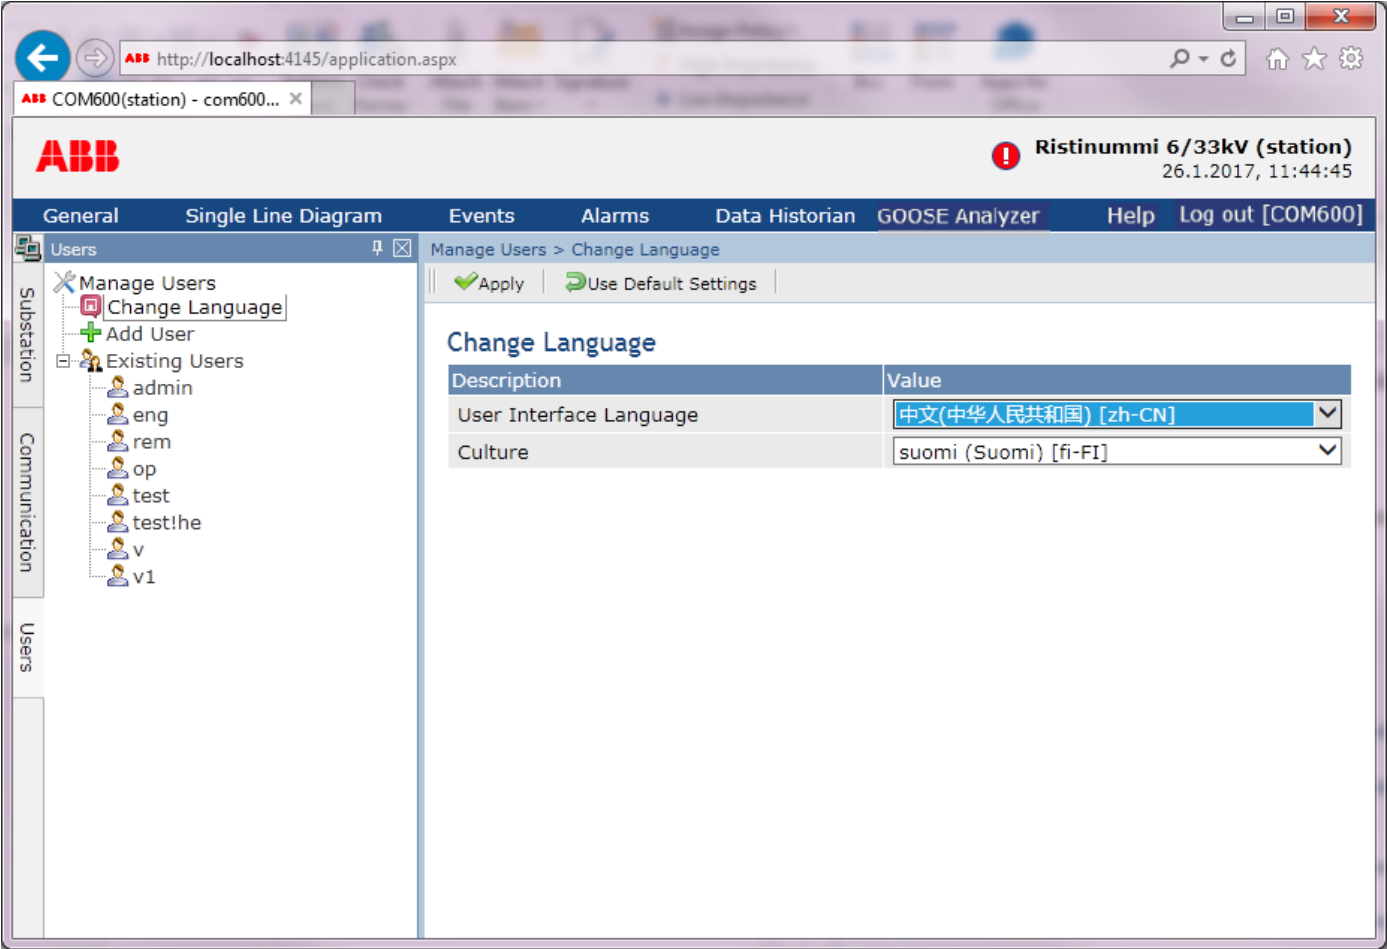 ABB http://localhost:4145/application.aspx
ABB COM600(station) - com600...
ABB
Ristinummi 6/33kV (station)
26.1.2017, 11:44:45
General Single Line Diagram Events Alarms Data Historian GOOSE Analyzer Help Log out [COM600]
Substation
Communication
Users
Users
Manage Users
Change Language
Add User
Existing Users
admin
eng
rem
op
test
test!he
v
v1
Manage Users > Change Language
Apply Use Default Settings
Change Language
Description Value
User Interface Language 中文(中华人民共和国) [zh-CN]
Culture suomi (Suomi) [fi-FI]